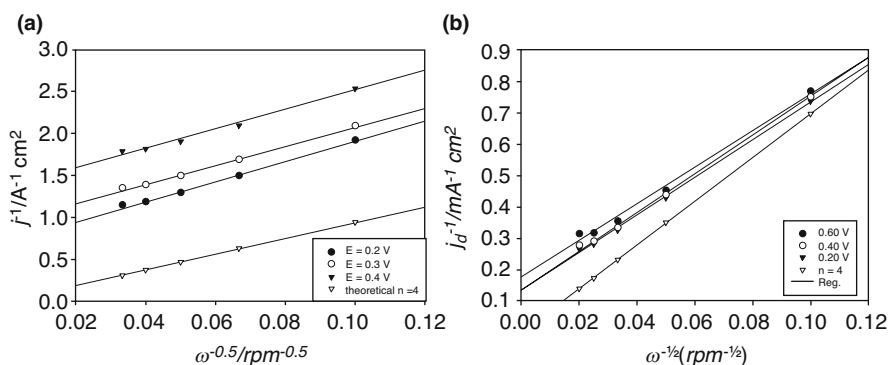 (a)
j⁻¹/A⁻¹ cm²
3.0
2.5
2.0
1.5
1.0
0.5
0.0
0.02 0.04 0.06 0.08 0.10 0.12
ω⁻⁰·⁵/rpm⁻⁰·⁵
E = 0.2 V
E = 0.3 V
E = 0.4 V
theoretical n =4
(b)
j_d⁻¹/mA⁻¹ cm²
0.9
0.8
0.7
0.6
0.5
0.4
0.3
0.2
0.1
0.00 0.02 0.04 0.06 0.08 0.10 0.12
ω⁻½(rpm⁻½)
0.60 V
0.40 V
0.20 V
n = 4
Reg.